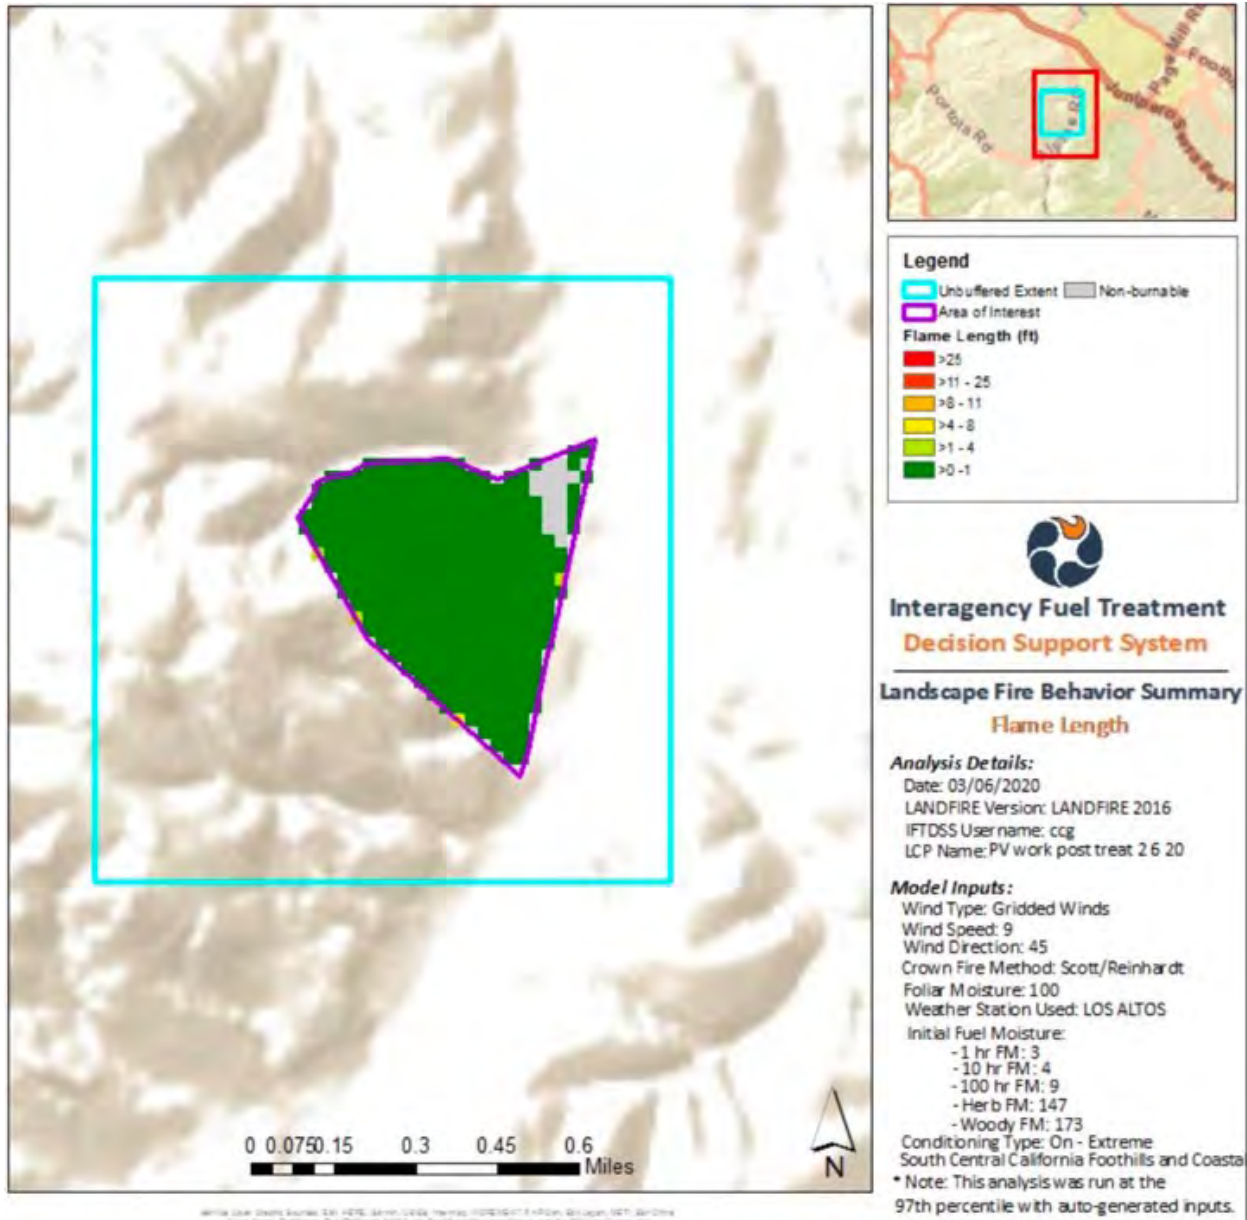 Portola Rd
Page Mill Rd
Junipero Serra Fwy
Legend
Unbuffered Extent Non-burnable
Area of Interest
Flame Length (ft)
>25
>11 - 25
>8 - 11
>4 - 8
>1 - 4
>0 -1
Interagency Fuel Treatment
Decision Support System
Landscape Fire Behavior Summary
Flame Length
Analysis Details:
Date: 03/06/2020
LANDFIRE Version: LANDFIRE 2016
IFTDSS Username: ccg
LCP Name: PV work post treat 2 6 20
Model Inputs:
Wind Type: Gridded Winds
Wind Speed: 9
Wind Direction: 45
Crown Fire Method: Scott/Reinhardt
Foliar Moisture: 100
Weather Station Used: LOS ALTOS
Initial Fuel Moisture:
- 1 hr FM: 3
- 10 hr FM: 4
- 100 hr FM: 9
- Herb FM: 147
- Woody FM: 173
Conditioning Type: On - Extreme
South Central California Foothills and Coastal
* Note: This analysis was run at the
97th percentile with auto-generated inputs.
0 0.075 0.15 0.3 0.45 0.6
Miles
N